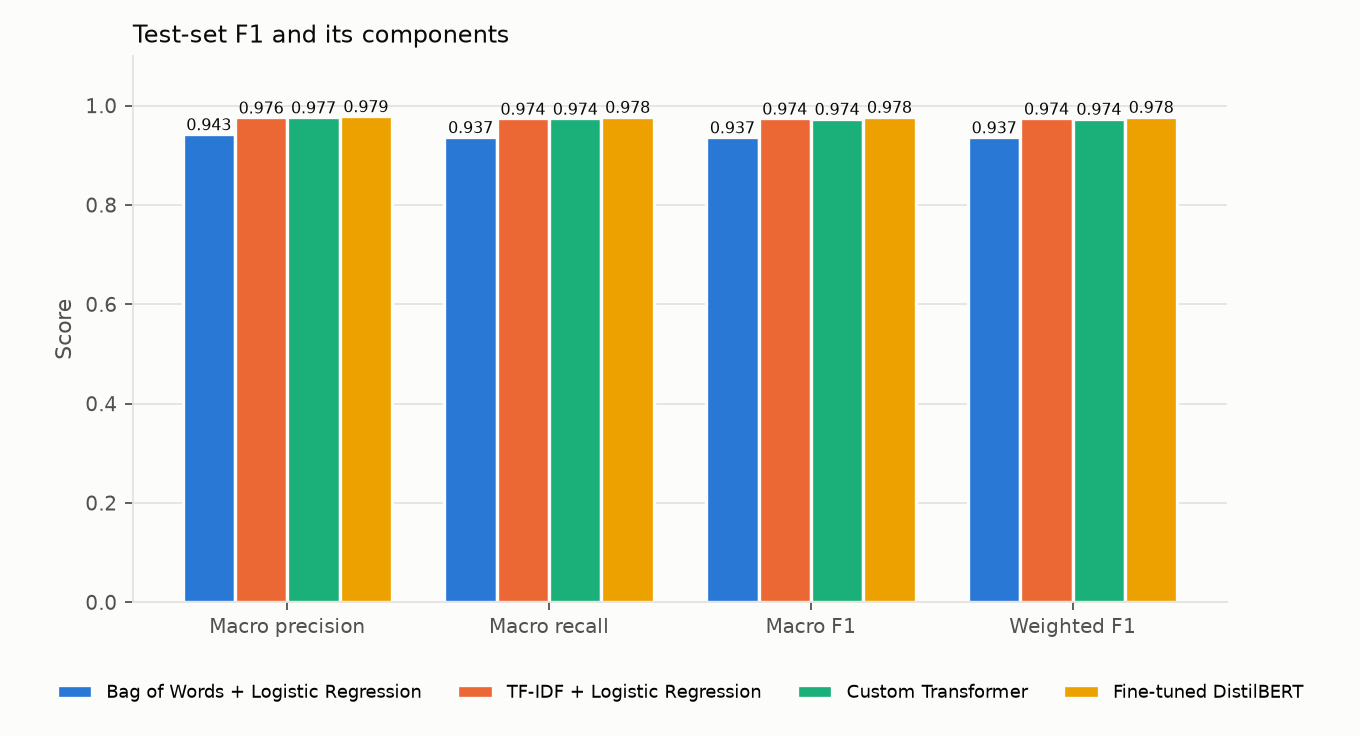 Test-set F1 and its components
1.0
0.8
0.6
0.4
0.2
0.0
Score
0.943 0.976 0.977 0.979
0.937 0.974 0.974 0.978
0.937 0.974 0.974 0.978
0.937 0.974 0.974 0.978
Macro precision
Macro recall
Macro F1
Weighted F1
Bag of Words + Logistic Regression
TF-IDF + Logistic Regression
Custom Transformer
Fine-tuned DistilBERT